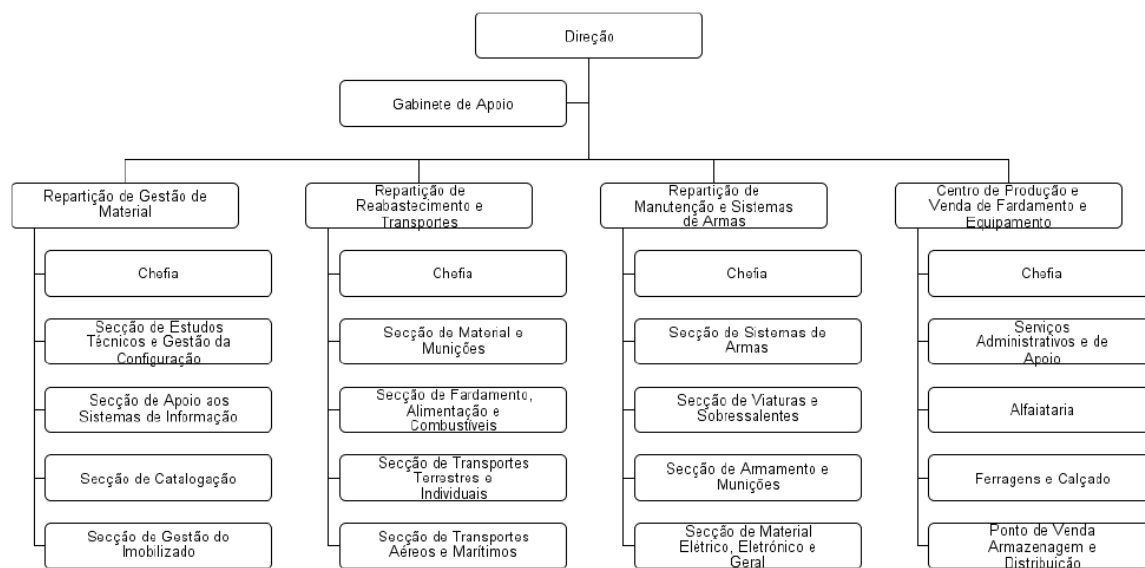 Direção
Gabinete de Apoio
Repartição de Gestão de
Material
Repartição de
Reabastecimento e
Transportes
Repartição de
Manutenção e Sistemas
de Armas
Centro de Produção e
Venda de Fardamento e
Equipamento
Chefia
Chefia
Chefia
Chefia
Secção de Estudos
Técnicos e Gestão da
Configuração
Secção de Material e
Munições
Secção de Sistemas de
Armas
Serviços
Administrativos e de
Apoio
Secção de Apoio aos
Sistemas de Informação
Secção de Fardamento,
Alimentação e
Combustíveis
Secção de Viaturas e
Sobressalentes
Alfaiataria
Secção de Catalogação
Secção de Transportes
Terrestres e
Individuais
Secção de Armamento e
Munições
Ferragens e Calçado
Secção de Gestão do
Imobilizado
Secção de Transportes
Aéreos e Marítimos
Secção de Material
Elétrico, Eletrónico e
Geral
Ponto de Venda
Armazenagem e
Distribuição